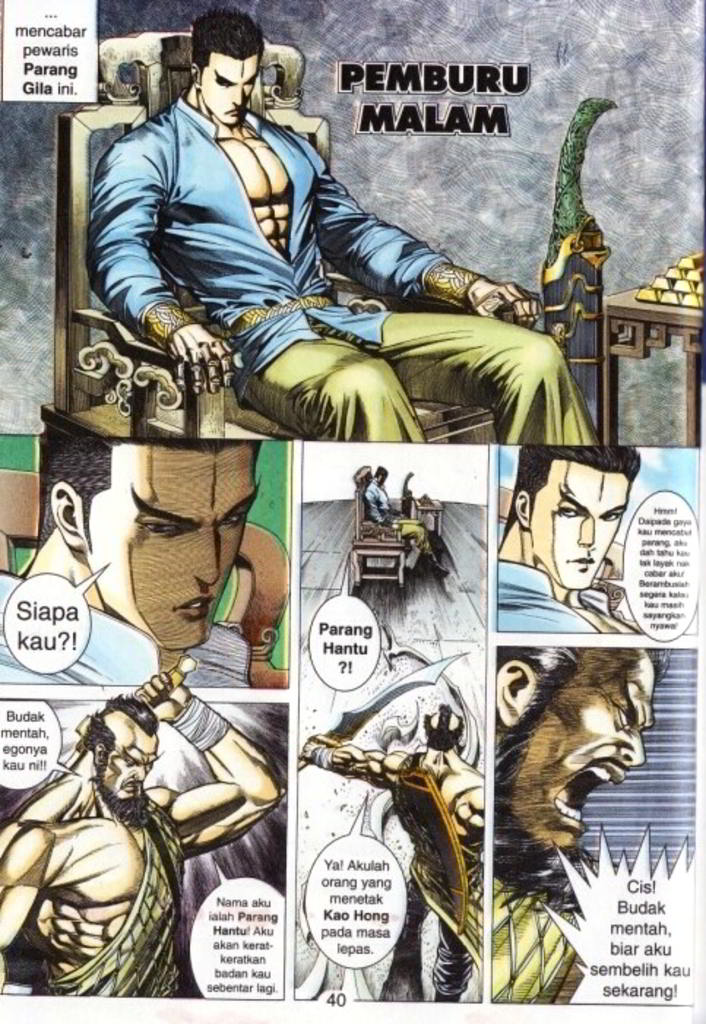 ...
mencabar
pewaris
Parang
Gila ini.
PEMBURU
MALAM
Siapa
kau?!
Parang
Hantu
?!
Hmm!
Daipada gaya
kau mencabut
parang, aku
dah tahu kau
tak layak nak
cabar aku!
Berambuslah
segera kalau
kau masih
sayangkan
nyawa!
Budak
mentah,
egonya
kau ni!!
Nama aku
ialah Parang
Hantu! Aku
akan kerat-
keratkan
badan kau
sebentar lagi.
Ya! Akulah
orang yang
menetak
Kao Hong
pada masa
lepas.
Cis!
Budak
mentah,
biar aku
sembelih kau
sekarang!
40